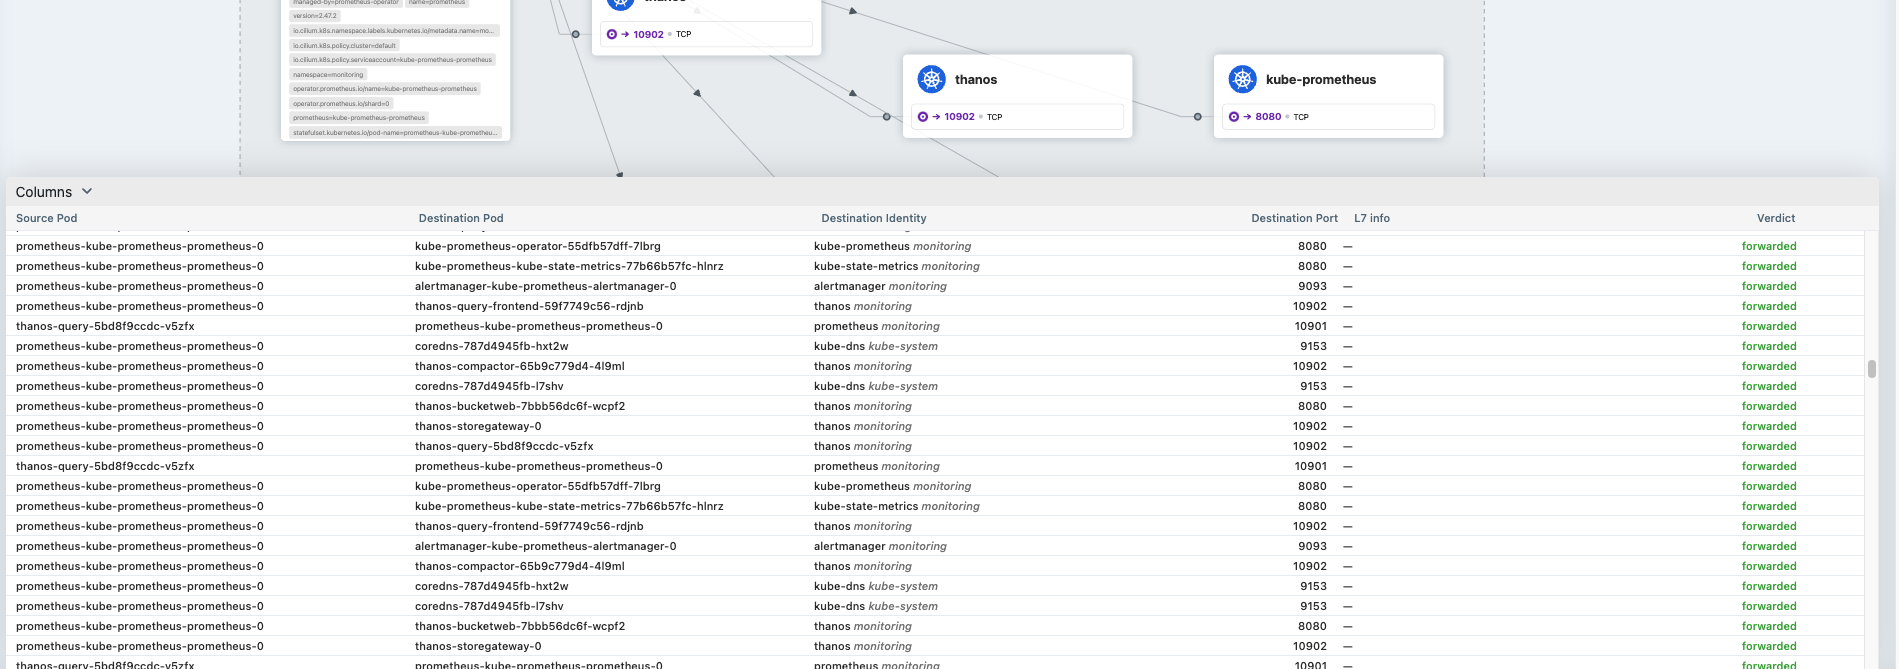 managed-by=prometheus-operator name=prometheus
version=2.47.2
io.cilium.k8s.namespace.labels.kubernetes.io/metadata.name=mo...
io.cilium.k8s.policy.cluster=default
io.cilium.k8s.policy.serviceaccount=kube-prometheus-prometheus
namespace=monitoring
operator.prometheus.io/name=kube-prometheus-prometheus
operator.prometheus.io/shard=0
prometheus=kube-prometheus-prometheus
statefulset.kubernetes.io/pod-name=prometheus-kube-prometheu...
→ 10902 • TCP
thanos
→ 10902 • TCP
kube-prometheus
→ 8080 • TCP
Columns
Source Pod Destination Pod Destination Identity Destination Port L7 info Verdict
prometheus-kube-prometheus-prometheus-0 kube-prometheus-operator-55dfb57dff-7lbrg kube-prometheus monitoring 8080 — forwarded
prometheus-kube-prometheus-prometheus-0 kube-prometheus-kube-state-metrics-77b66b57fc-hlnrz kube-state-metrics monitoring 8080 — forwarded
prometheus-kube-prometheus-prometheus-0 alertmanager-kube-prometheus-alertmanager-0 alertmanager monitoring 9093 — forwarded
prometheus-kube-prometheus-prometheus-0 thanos-query-frontend-59f7749c56-rdjnb thanos monitoring 10902 — forwarded
thanos-query-5bd8f9ccdc-v5zfx prometheus-kube-prometheus-prometheus-0 prometheus monitoring 10901 — forwarded
prometheus-kube-prometheus-prometheus-0 coredns-787d4945fb-hxt2w kube-dns kube-system 9153 — forwarded
prometheus-kube-prometheus-prometheus-0 thanos-compactor-65b9c779d4-4l9ml thanos monitoring 10902 — forwarded
prometheus-kube-prometheus-prometheus-0 coredns-787d4945fb-l7shv kube-dns kube-system 9153 — forwarded
prometheus-kube-prometheus-prometheus-0 thanos-bucketweb-7bbb56dc6f-wcpf2 thanos monitoring 8080 — forwarded
prometheus-kube-prometheus-prometheus-0 thanos-storegateway-0 thanos monitoring 10902 — forwarded
prometheus-kube-prometheus-prometheus-0 thanos-query-5bd8f9ccdc-v5zfx thanos monitoring 10902 — forwarded
thanos-query-5bd8f9ccdc-v5zfx prometheus-kube-prometheus-prometheus-0 prometheus monitoring 10901 — forwarded
prometheus-kube-prometheus-prometheus-0 kube-prometheus-operator-55dfb57dff-7lbrg kube-prometheus monitoring 8080 — forwarded
prometheus-kube-prometheus-prometheus-0 kube-prometheus-kube-state-metrics-77b66b57fc-hlnrz kube-state-metrics monitoring 8080 — forwarded
prometheus-kube-prometheus-prometheus-0 thanos-query-frontend-59f7749c56-rdjnb thanos monitoring 10902 — forwarded
prometheus-kube-prometheus-prometheus-0 alertmanager-kube-prometheus-alertmanager-0 alertmanager monitoring 9093 — forwarded
prometheus-kube-prometheus-prometheus-0 thanos-compactor-65b9c779d4-4l9ml thanos monitoring 10902 — forwarded
prometheus-kube-prometheus-prometheus-0 coredns-787d4945fb-hxt2w kube-dns kube-system 9153 — forwarded
prometheus-kube-prometheus-prometheus-0 coredns-787d4945fb-l7shv kube-dns kube-system 9153 — forwarded
prometheus-kube-prometheus-prometheus-0 thanos-bucketweb-7bbb56dc6f-wcpf2 thanos monitoring 8080 — forwarded
prometheus-kube-prometheus-prometheus-0 thanos-storegateway-0 thanos monitoring 10902 — forwarded
thanos-query-5bd8f9ccdc-v5zfx prometheus-kube-prometheus-prometheus-0 prometheus monitoring 10901 — forwarded